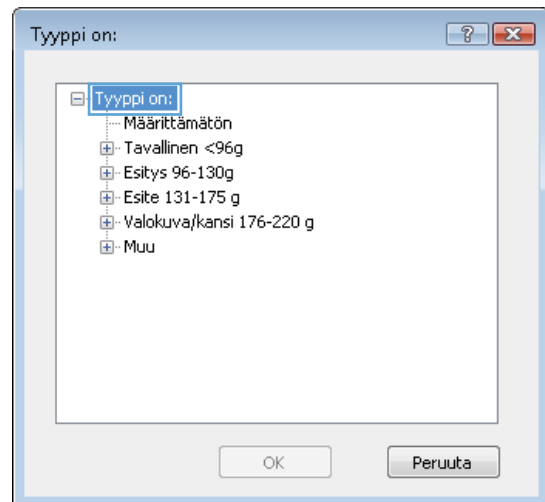 Tyyppi on:
Tyyppi on:
Määrittämätön
Tavallinen <96g
Esitys 96-130g
Esite 131-175 g
Valokuva/kansi 176-220 g
Muu
OK Peruuta